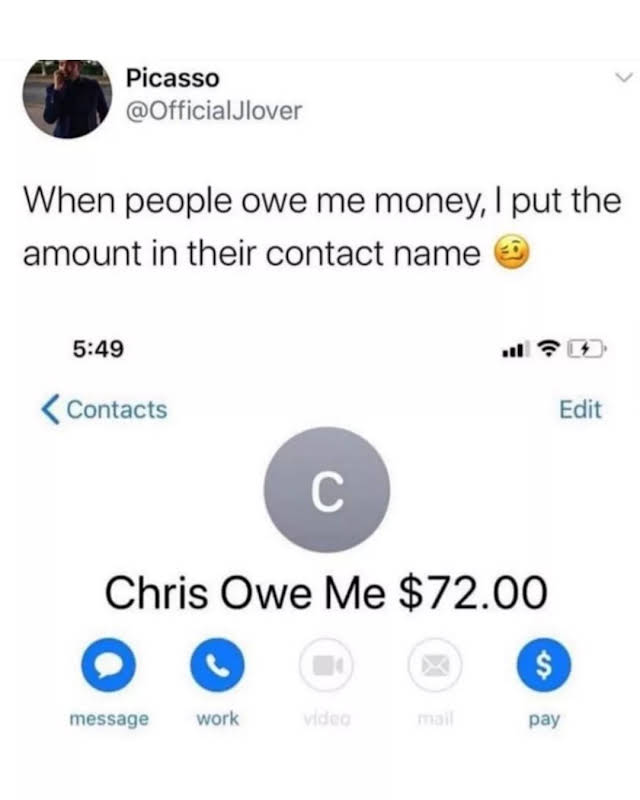 Picasso
@OfficialJlover
When people owe me money, I put the
amount in their contact name 🥴
5:49
Contacts
Edit
C
Chris Owe Me $72.00
message
work
video
mail
$
pay